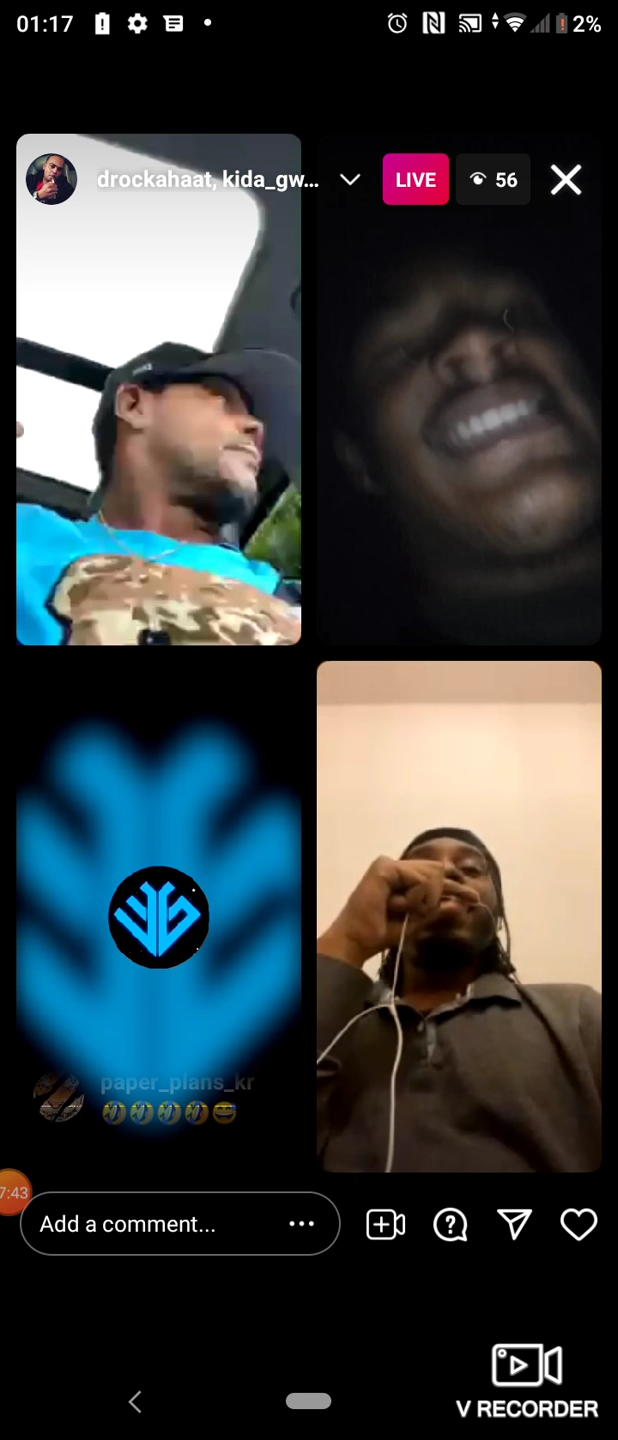 01:17
2%
drockahaat, kida_gw...
LIVE
56
paper_plans_kr
7:43
Add a comment...
V RECORDER